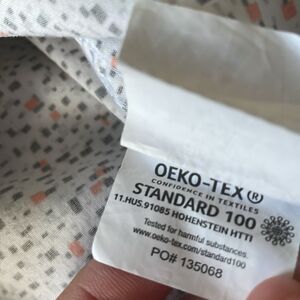 OEKO-TEX®
CONFIDENCE IN TEXTILES
STANDARD 100
11.HUS.91085 HOHENSTEIN HTTI
Tested for harmful substances.
www.oeko-tex.com/standard100
PO# 135068